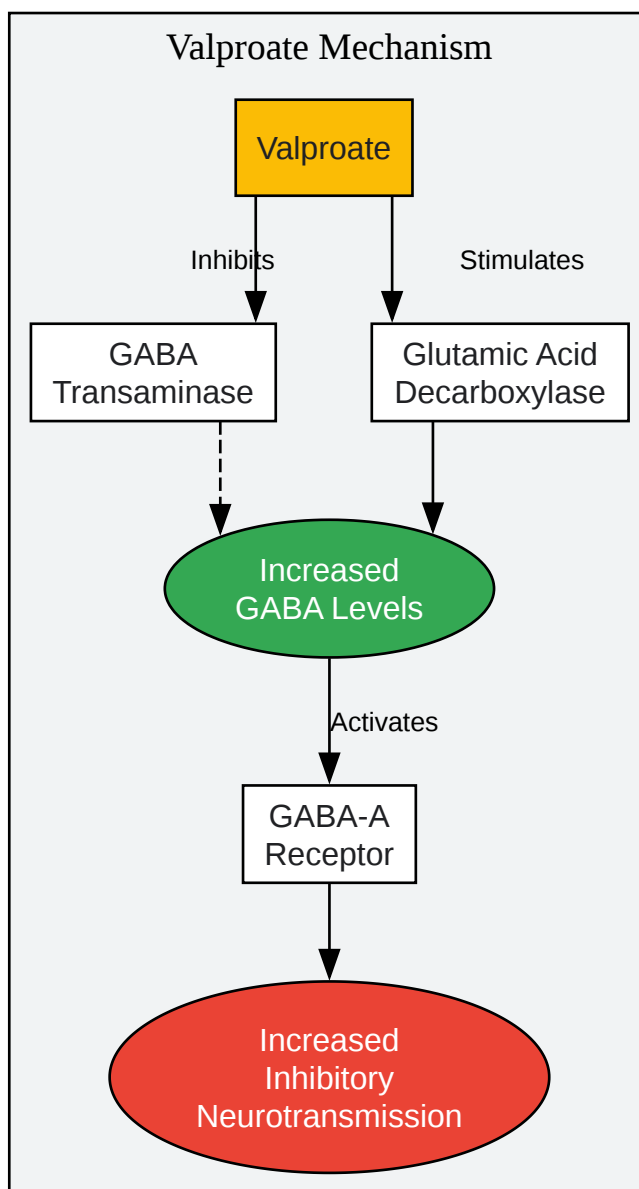 Valproate Mechanism
Valproate
Inhibits
Stimulates
GABA
Transaminase
Glutamic Acid
Decarboxylase
Increased
GABA Levels
Activates
GABA-A
Receptor
Increased
Inhibitory
Neurotransmission